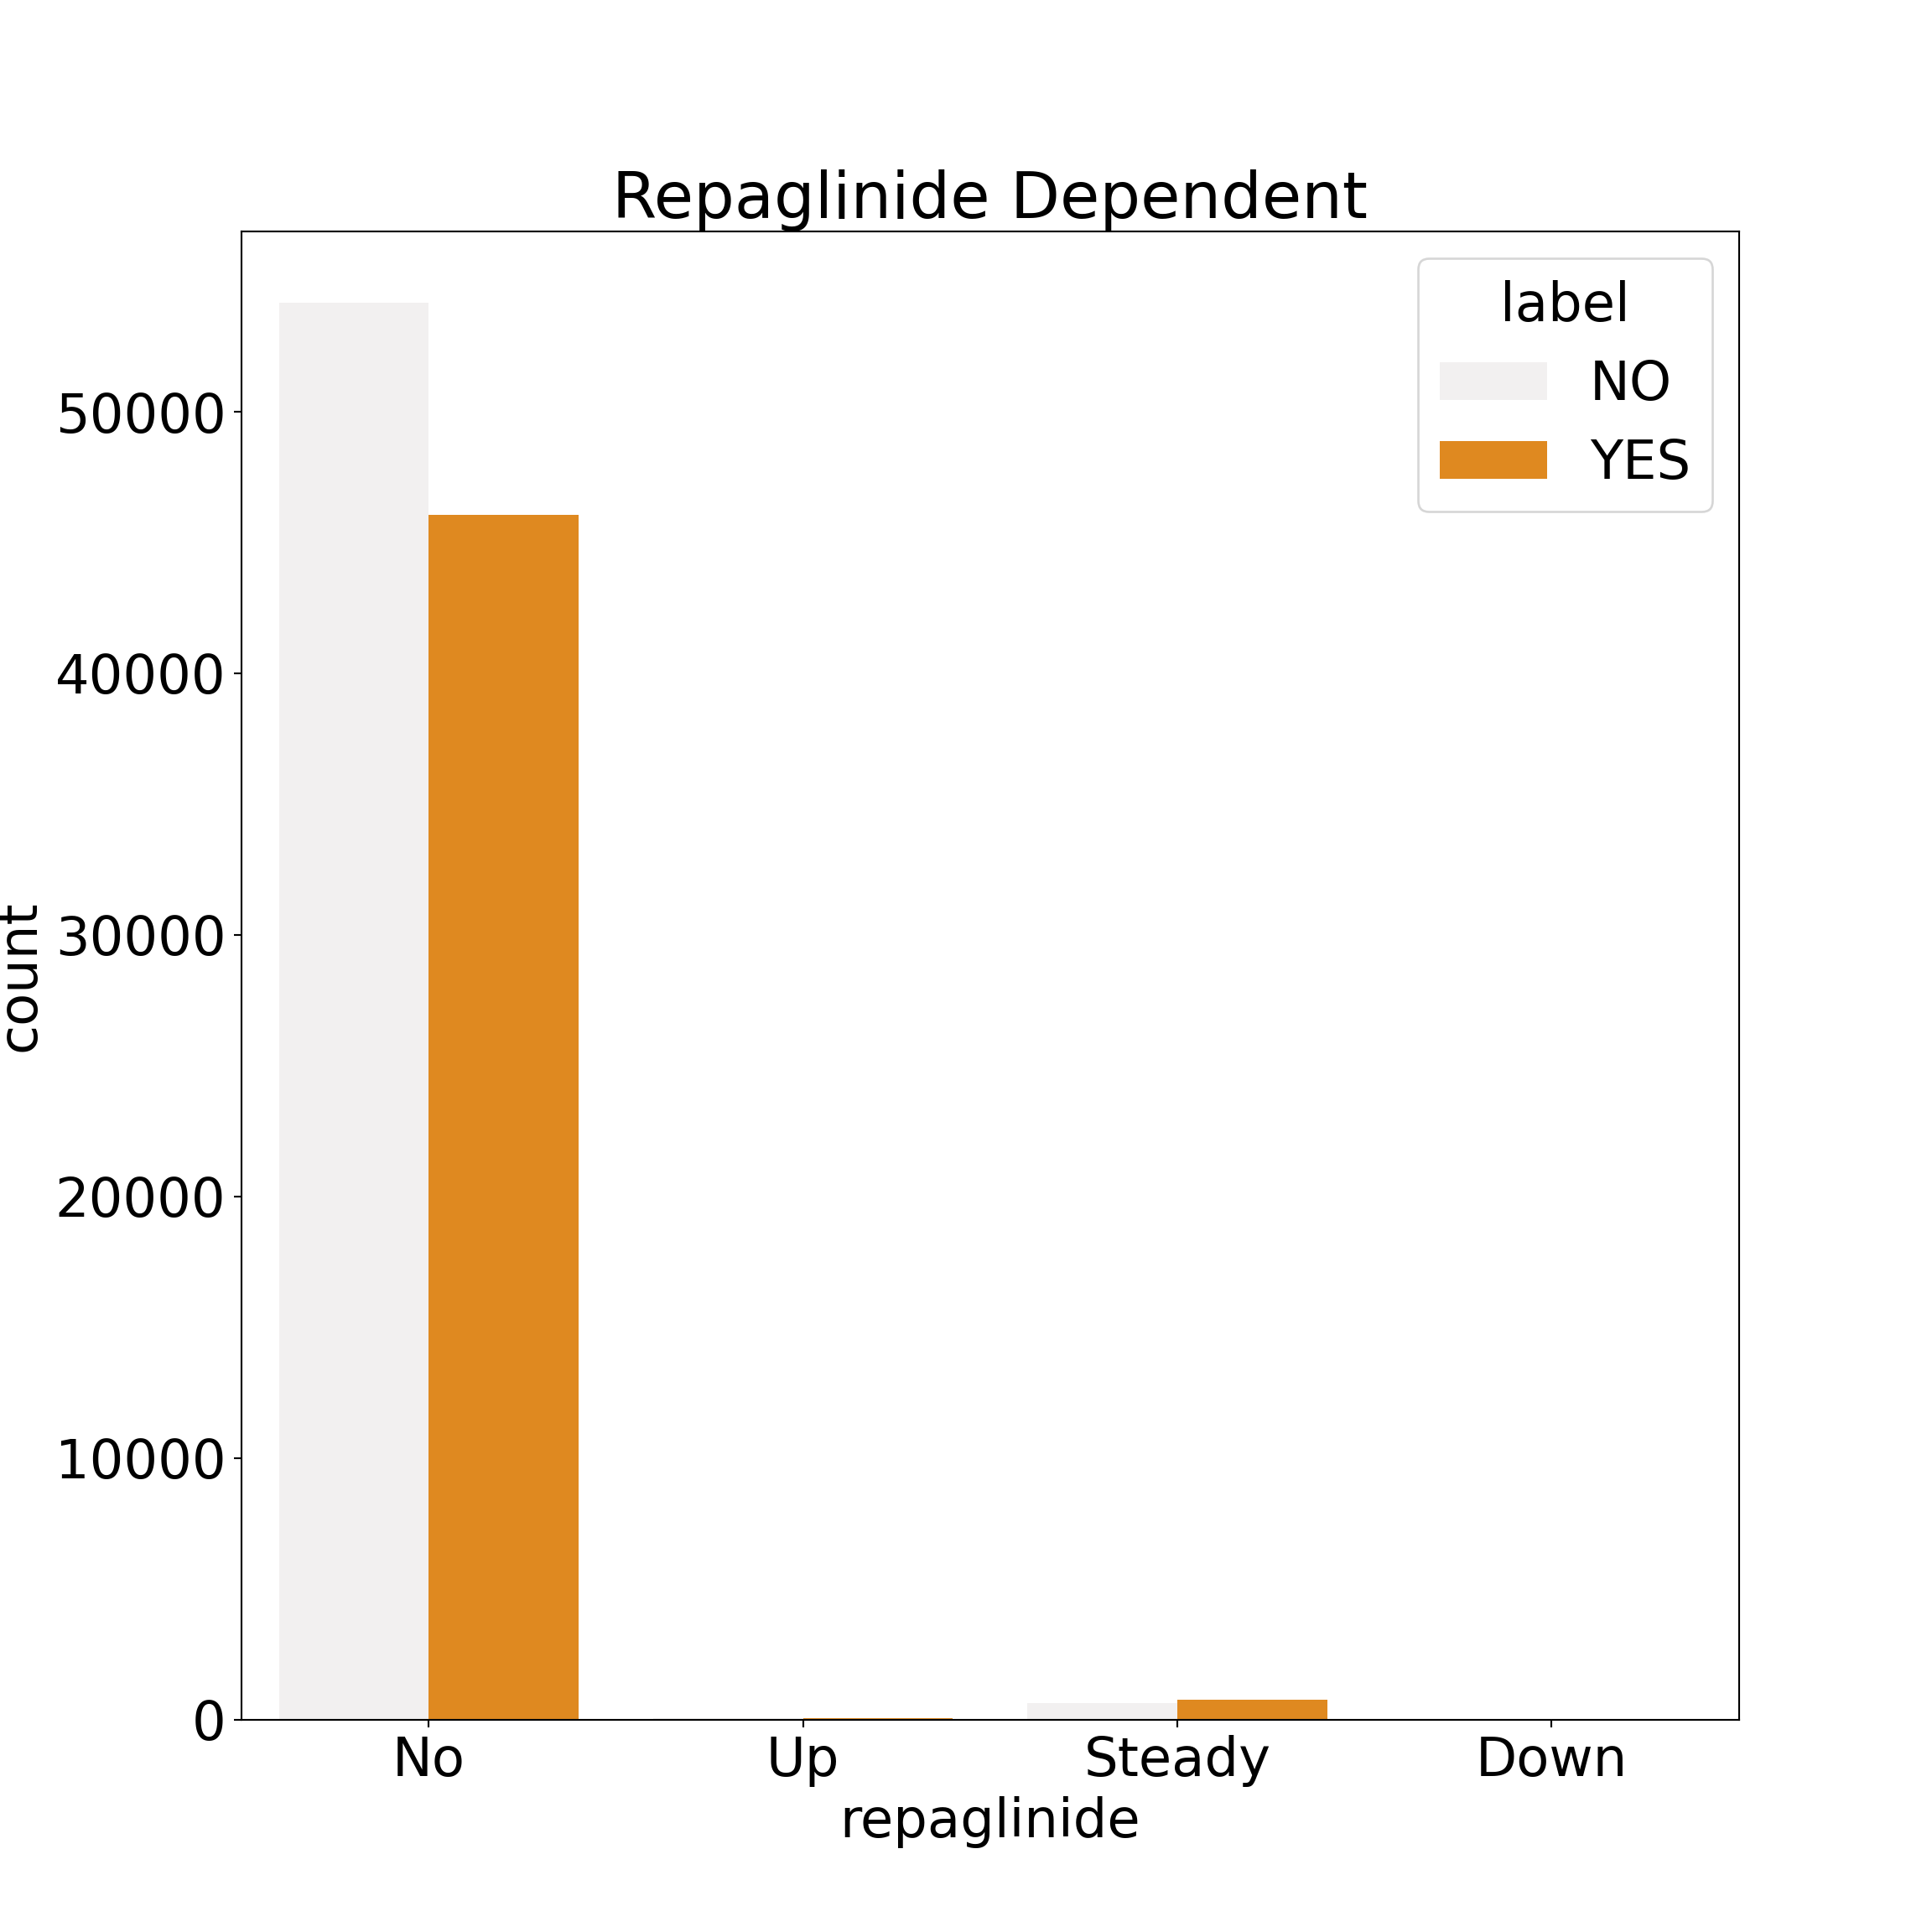 Repaglinide Dependent
label
NO
YES
50000
40000
30000
20000
10000
0
count
No
Up
Steady
Down
repaglinide